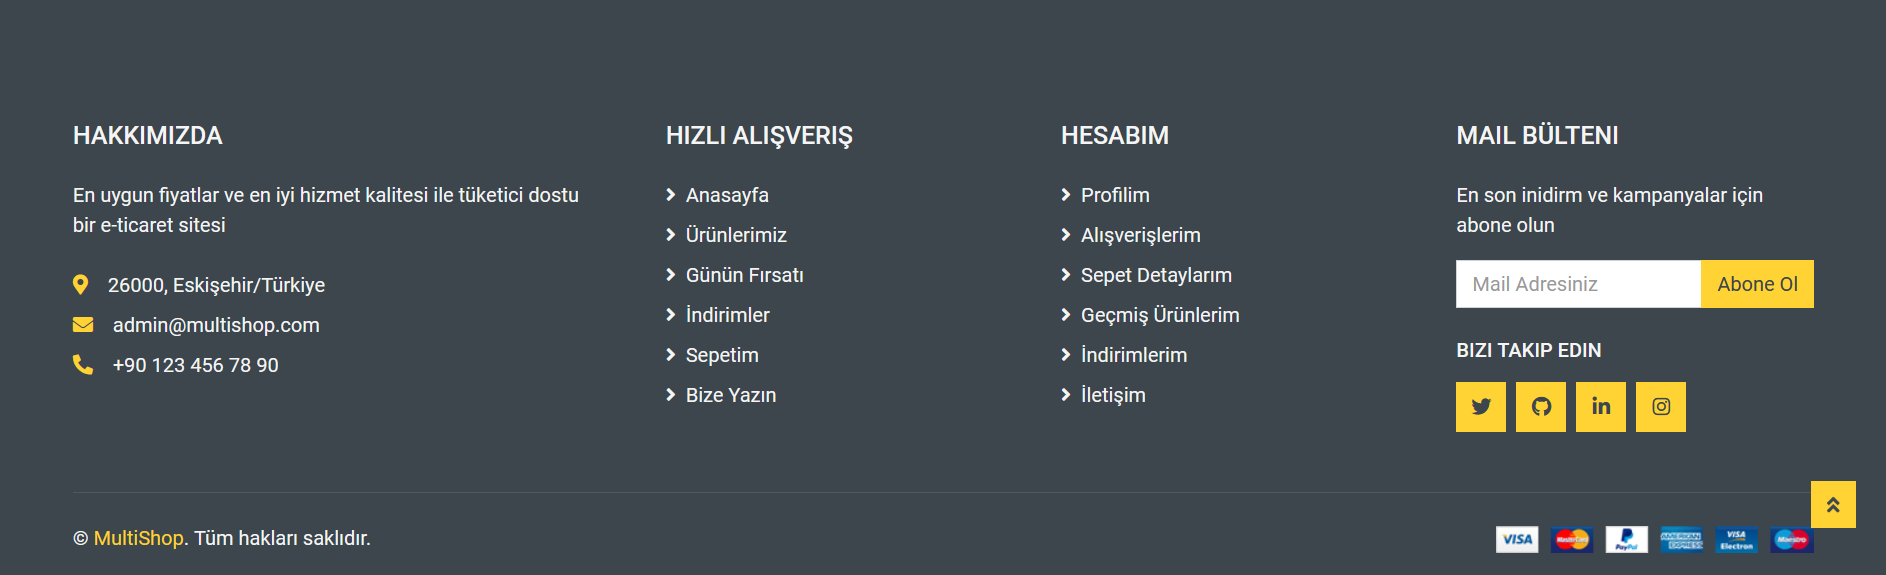 HAKKIMIZDA
En uygun fiyatlar ve en iyi hizmet kalitesi ile tüketici dostu
bir e-ticaret sitesi
26000, Eskişehir/Türkiye
admin@multishop.com
+90 123 456 78 90
HIZLI ALIŞVERIŞ
Anasayfa
Ürünlerimiz
Günün Fırsatı
İndirimler
Sepetim
Bize Yazın
HESABIM
Profilim
Alışverişlerim
Sepet Detaylarım
Geçmiş Ürünlerim
İndirimlerim
İletişim
MAIL BÜLTENI
En son inidirm ve kampanyalar için
abone olun
Mail Adresiniz Abone Ol
BIZI TAKIP EDIN
© MultiShop. Tüm hakları saklıdır.
VISA MasterCard PayPal AMERICAN EXPRESS VISA Electron Maestro